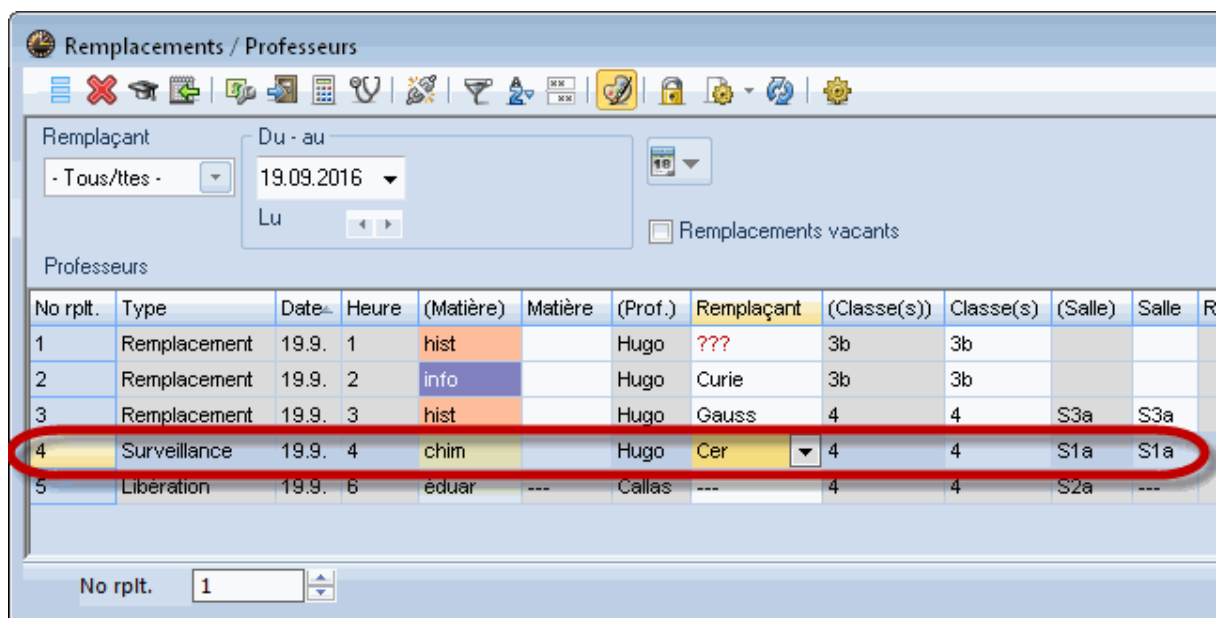 Remplacements / Professeurs
Remplaçant
Du - au
- Tous/ttes -
19.09.2016
18
Lu
Remplacements vacants
Professeurs
No rplt. Type Date Heure (Matière) Matière (Prof.) Remplaçant (Classe(s)) Classe(s) (Salle) Salle R
1 Remplacement 19.9. 1 hist Hugo ??? 3b 3b
2 Remplacement 19.9. 2 info Hugo Curie 3b 3b
3 Remplacement 19.9. 3 hist Hugo Gauss 4 4 S3a S3a
4 Surveillance 19.9. 4 chim Hugo Cer 4 4 S1a S1a
5 Libération 19.9. 6 éduar --- Callas --- 4 4 S2a ---
No rplt. 1